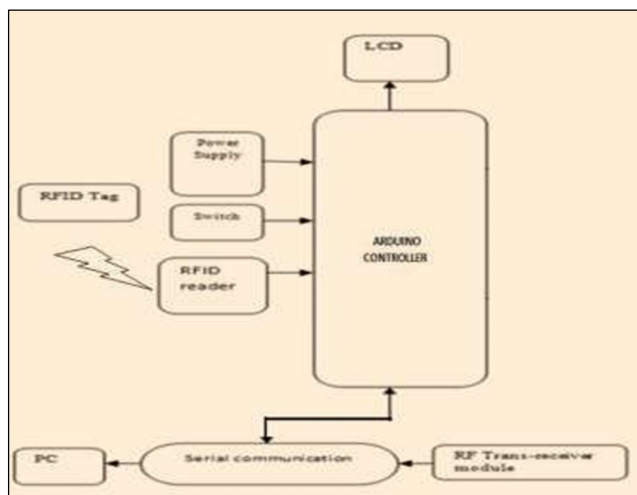 LCD
Power
Supply
RFID Tag
Switch
ARDUINO
CONTROLLER
RFID
reader
PC
Serial communication
RF Trans-receiver
module